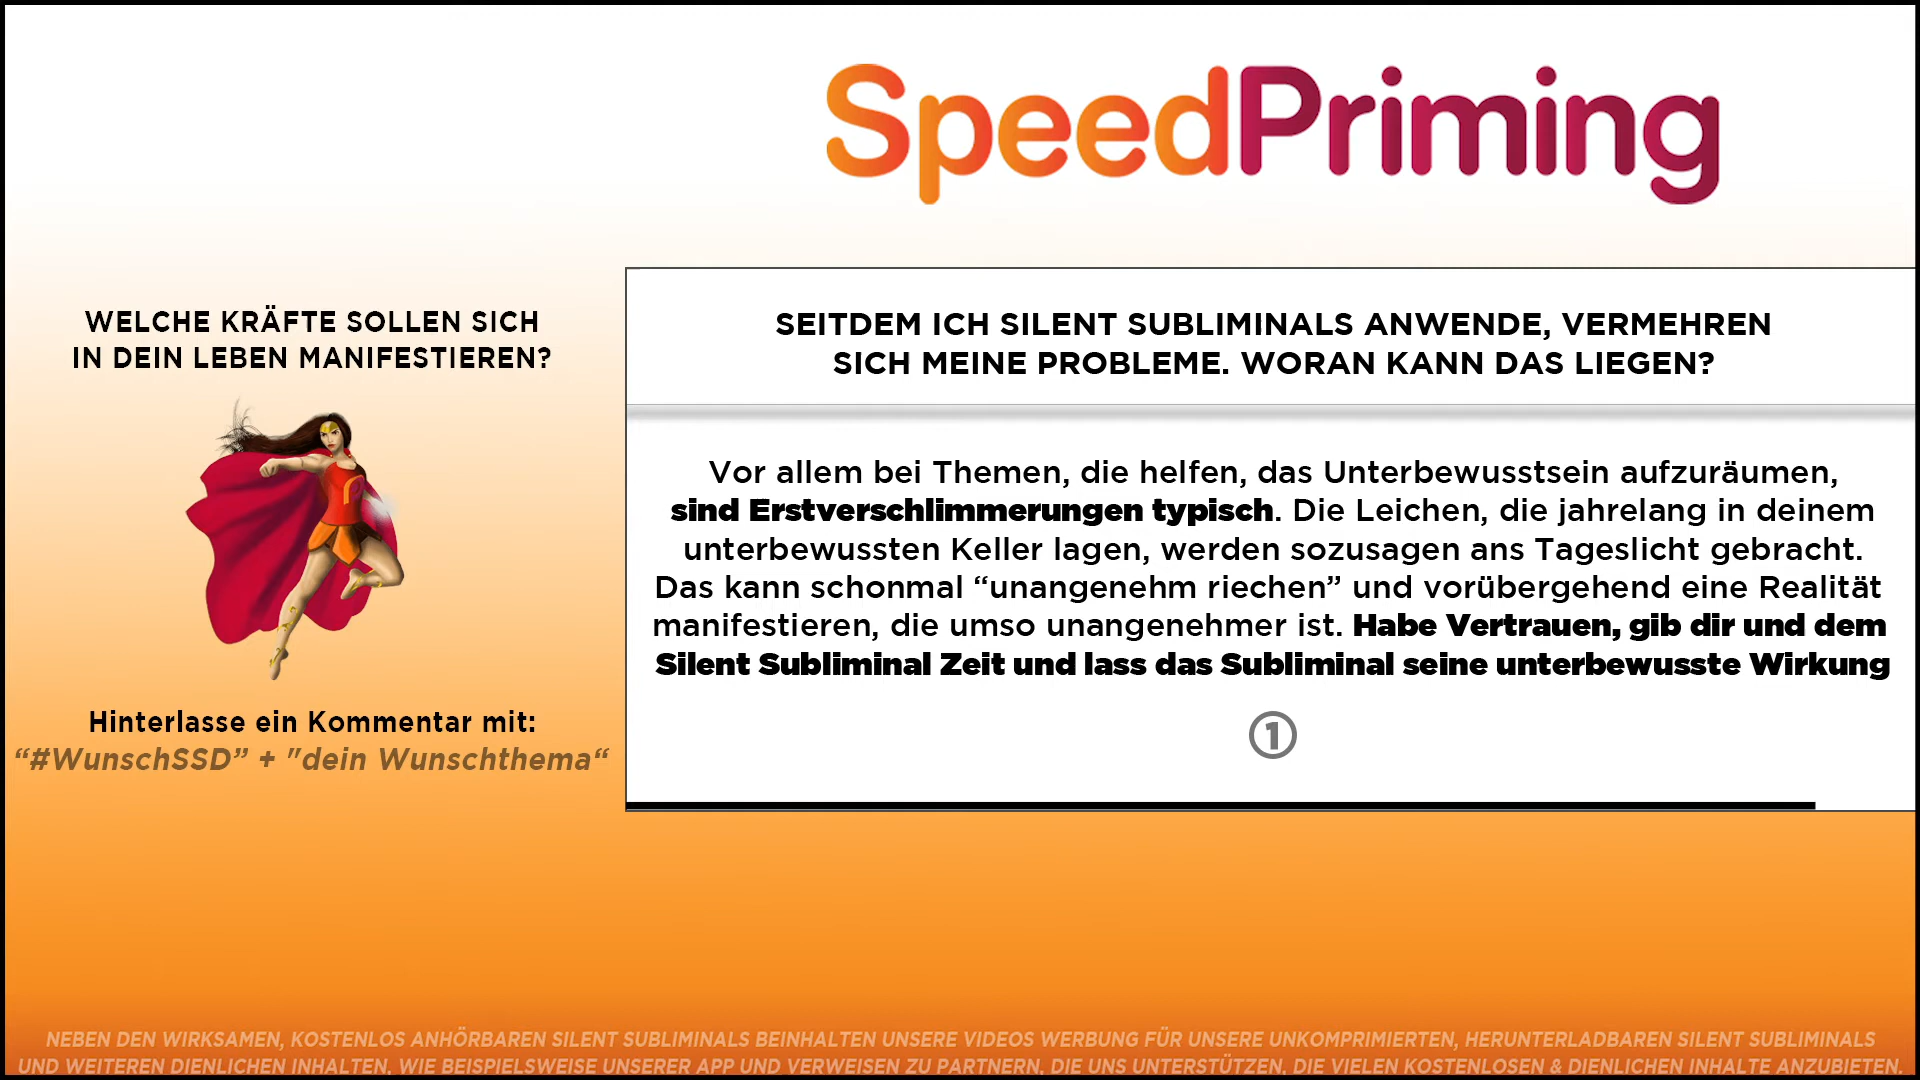 SpeedPriming
WELCHE KRÄFTE SOLLEN SICH
IN DEIN LEBEN MANIFESTIEREN?
Hinterlasse ein Kommentar mit:
“#WunschSSD” + "dein Wunschthema“
SEITDEM ICH SILENT SUBLIMINALS ANWENDE, VERMEHREN
SICH MEINE PROBLEME. WORAN KANN DAS LIEGEN?
Vor allem bei Themen, die helfen, das Unterbewusstsein aufzuräumen,
sind Erstverschlimmerungen typisch. Die Leichen, die jahrelang in deinem
unterbewussten Keller lagen, werden sozusagen ans Tageslicht gebracht.
Das kann schonmal “unangenehm riechen” und vorübergehend eine Realität
manifestieren, die umso unangenehmer ist. Habe Vertrauen, gib dir und dem
Silent Subliminal Zeit und lass das Subliminal seine unterbewusste Wirkung
1
NEBEN DEN WIRKSAMEN, KOSTENLOS ANHÖRBAREN SILENT SUBLIMINALS BEINHALTEN UNSERE VIDEOS WERBUNG FÜR UNSERE UNKOMPRIMIERTEN, HERUNTERLADBAREN SILENT SUBLIMINALS
UND WEITEREN DIENLICHEN INHALTEN, WIE BEISPIELSWEISE UNSERER APP UND VERWEISEN ZU PARTNERN, DIE UNS UNTERSTÜTZEN, DIE VIELEN KOSTENLOSEN & DIENLICHEN INHALTE ANZUBIETEN.